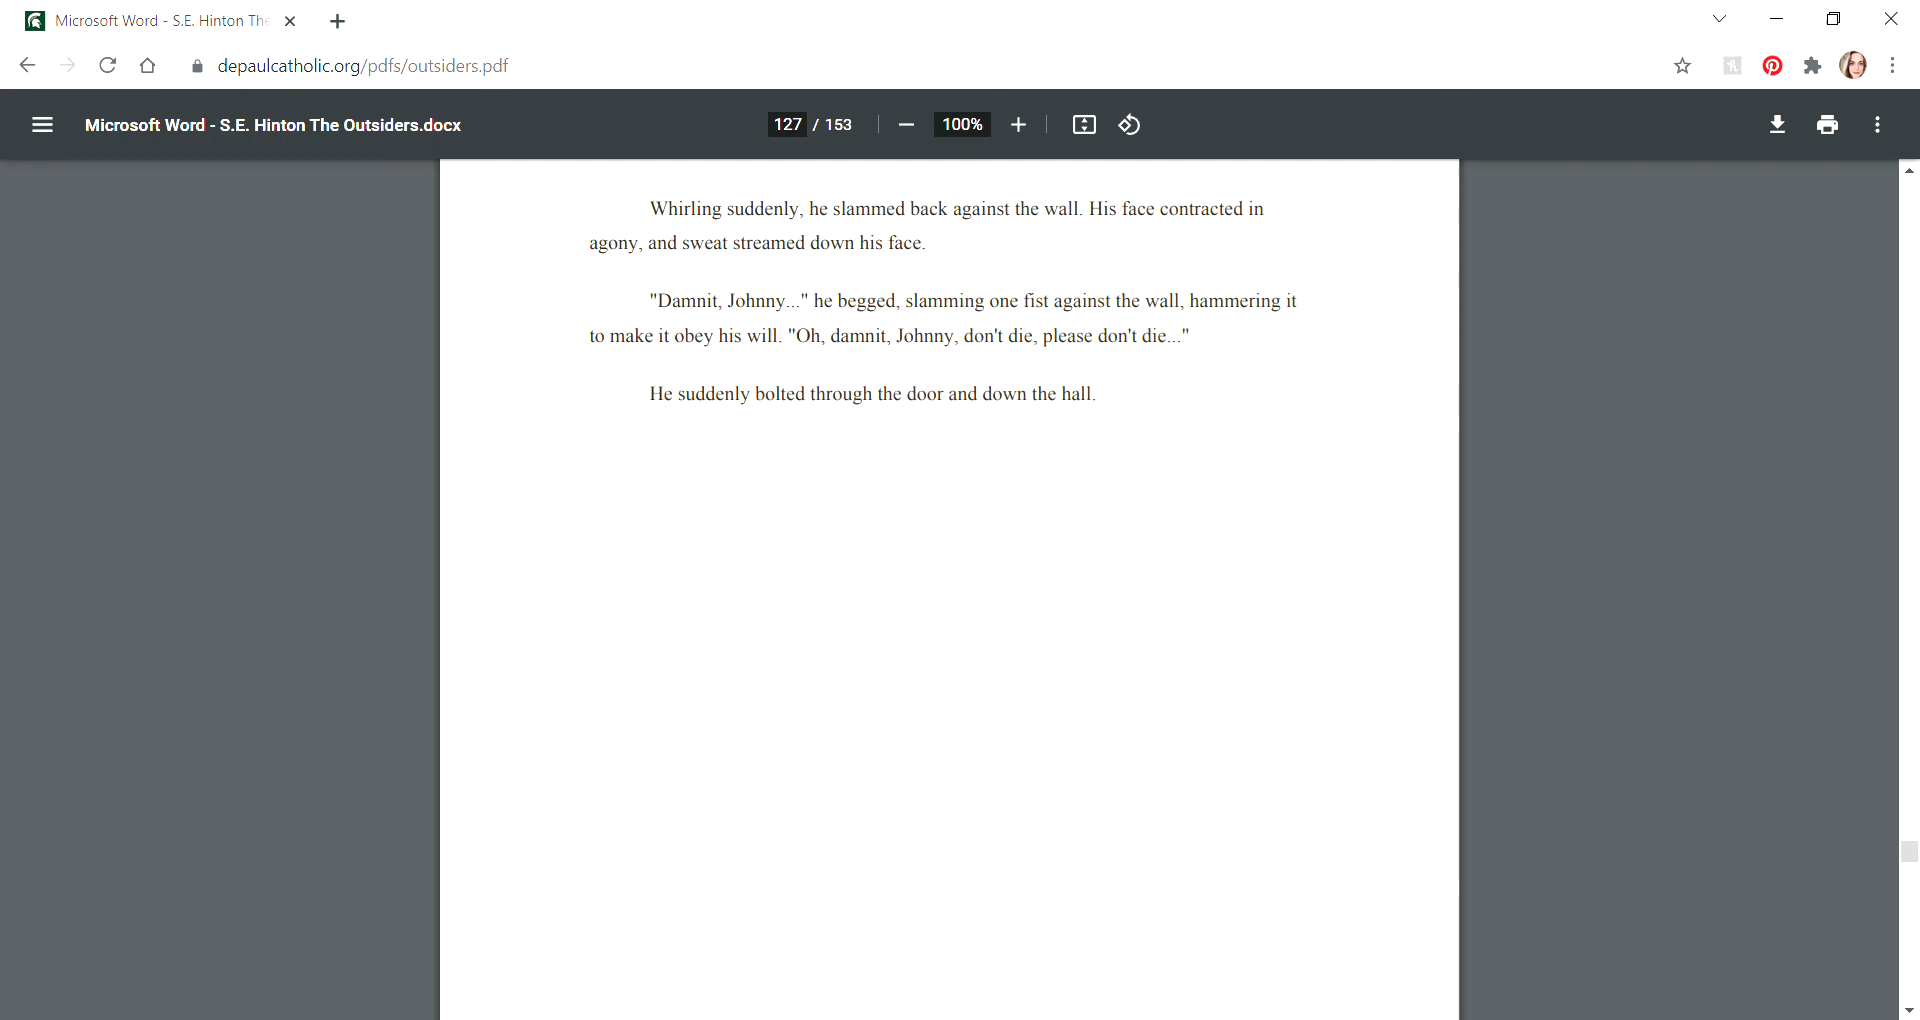 Microsoft Word - S.E. Hinton The
depaulcatholic.org/pdfs/outsiders.pdf
Microsoft Word - S.E. Hinton The Outsiders.docx
127 / 153
100%
Whirling suddenly, he slammed back against the wall. His face contracted in
agony, and sweat streamed down his face.
"Damnit, Johnny..." he begged, slamming one fist against the wall, hammering it
to make it obey his will. "Oh, damnit, Johnny, don't die, please don't die..."
He suddenly bolted through the door and down the hall.